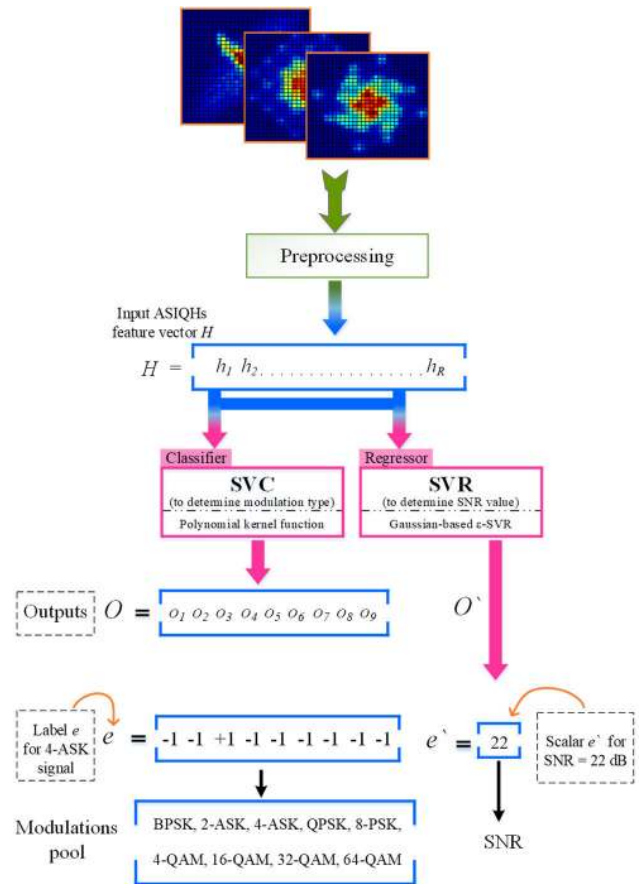 Preprocessing
Input ASIQHs
feature vector H
H = h1 h2 . . . . . . . . . . . . . . . . . hR
Classifier
SVC
(to determine modulation type)
Polynomial kernel function
Regressor
SVR
(to determine SNR value)
Gaussian-based ε-SVR
Outputs
O = o1 o2 o3 o4 o5 o6 o7 o8 o9
O`
Label e
for 4-ASK
signal
e = -1 -1 +1 -1 -1 -1 -1 -1 -1
e` = 22
Scalar e` for
SNR = 22 dB
Modulations
pool
BPSK, 2-ASK, 4-ASK, QPSK, 8-PSK,
4-QAM, 16-QAM, 32-QAM, 64-QAM
SNR